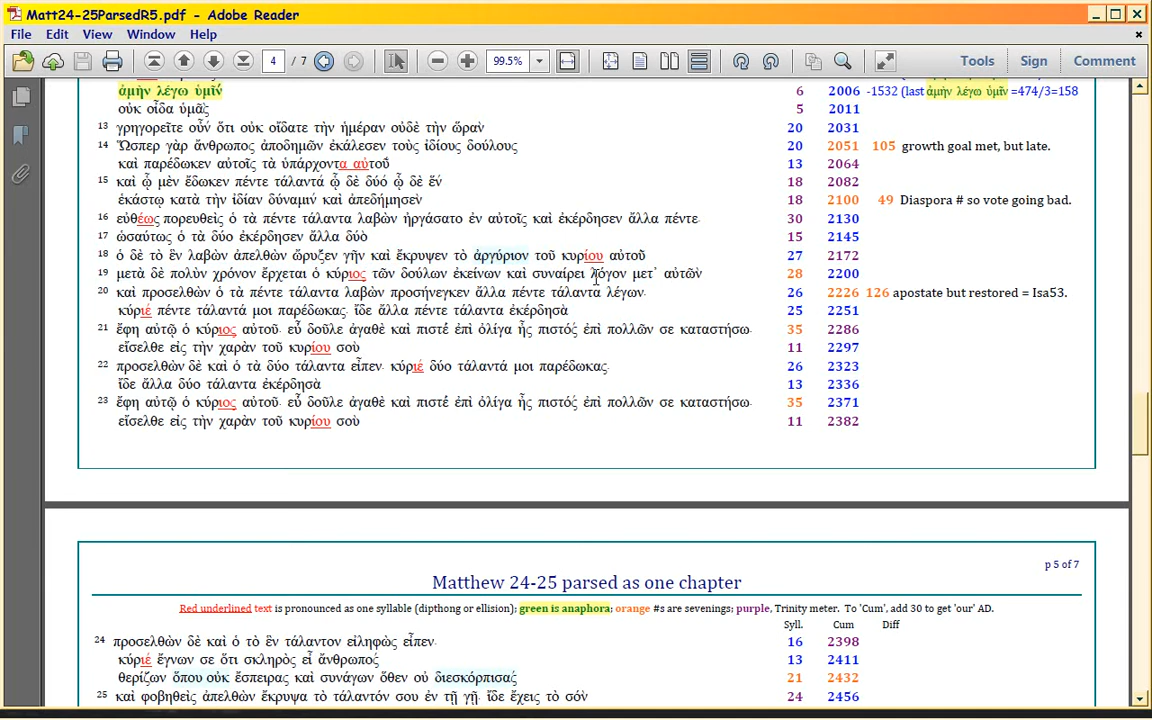 Matt24-25ParsedR5.pdf - Adobe Reader
File Edit View Window Help
4 / 7 99.5% Tools Sign Comment
ἀμὴν λέγω ὑμῖν 6 2006 -1532 (last ἀμὴν λέγω ὑμῖν =474/3=158
οὐκ οἶδα ὑμᾶς 5 2011
13 γρηγορεῖτε οὖν ὅτι οὐκ οἴδατε τὴν ἡμέραν οὐδὲ τὴν ὥραν 20 2031
14 Ὥσπερ γὰρ ἄνθρωπος ἀποδημῶν ἐκάλεσεν τοὺς ἰδίους δούλους 20 2051 105 growth goal met, but late.
καὶ παρέδωκεν αὐτοῖς τὰ ὑπάρχοντα αὐτοῦ 13 2064
15 καὶ ᾧ μὲν ἔδωκεν πέντε τάλαντά ᾧ δὲ δύό ᾧ δὲ ἕν 18 2082
ἑκάστῳ κατὰ τὴν ἰδίαν δύναμιν καὶ ἀπεδήμησεν 18 2100 49 Diaspora # so vote going bad.
16 εὐθέως πορευθεὶς ὁ τὰ πέντε τάλαντα λαβὼν ἠργάσατο ἐν αὐτοῖς καὶ ἐκέρδησεν ἄλλα πέντε· 30 2130
17 ὡσαύτως ὁ τὰ δύο ἐκέρδησεν ἄλλα δύὸ 15 2145
18 ὁ δὲ τὸ ἓν λαβὼν ἀπελθὼν ὤρυξεν γῆν καὶ ἔκρυψεν τὸ ἀργύριον τοῦ κυρίου αὐτοῦ 27 2172
19 μετὰ δὲ πολὺν χρόνον ἔρχεται ὁ κύριος τῶν δούλων ἐκείνων καὶ συναίρει λόγον μετ᾽ αὐτῶν 28 2200
20 καὶ προσελθὼν ὁ τὰ πέντε τάλαντα λαβὼν προσήνεγκεν ἄλλα πέντε τάλαντα λέγων· 26 2226 126 apostate but restored = Isa53.
κύριέ πέντε τάλαντά μοι παρέδωκας· ἴδε ἄλλα πέντε τάλαντα ἐκέρδησὰ 25 2251
21 ἔφη αὐτῷ ὁ κύριος αὐτοῦ· εὖ δοῦλε ἀγαθὲ καὶ πιστέ ἐπὶ ὀλίγα ἦς πιστός ἐπὶ πολλῶν σε καταστήσω· 35 2286
εἴσελθε εἰς τὴν χαρὰν τοῦ κυρίου σοὺ 11 2297
22 προσελθὼν δὲ καὶ ὁ τὰ δύο τάλαντα εἶπεν· κύριέ δύο τάλαντά μοι παρέδωκας· 26 2323
ἴδε ἄλλα δύο τάλαντα ἐκέρδησὰ 13 2336
23 ἔφη αὐτῷ ὁ κύριος αὐτοῦ· εὖ δοῦλε ἀγαθὲ καὶ πιστέ ἐπὶ ὀλίγα ἦς πιστός ἐπὶ πολλῶν σε καταστήσω· 35 2371
εἴσελθε εἰς τὴν χαρὰν τοῦ κυρίου σοὺ 11 2382
p 5 of 7
Matthew 24-25 parsed as one chapter
Red underlined text is pronounced as one syllable (dipthong or ellision); green is anaphora; orange #s are sevenings; purple, Trinity meter. To 'Cum', add 30 to get 'our' AD.
Syll. Cum Diff
24 προσελθὼν δὲ καὶ ὁ τὸ ἓν τάλαντον εἰληφὼς εἶπεν· 16 2398
κύριέ ἔγνων σε ὅτι σκληρὸς εἶ ἄνθρωπός 13 2411
θερίζων ὅπου οὐκ ἔσπειρας καὶ συνάγων ὅθεν οὐ διεσκόρπισας 21 2432
25 καὶ φοβηθεὶς ἀπελθὼν ἔκρυψα τὸ τάλαντόν σου ἐν τῇ γῇ· ἴδε ἔχεις τὸ σόν 24 2456